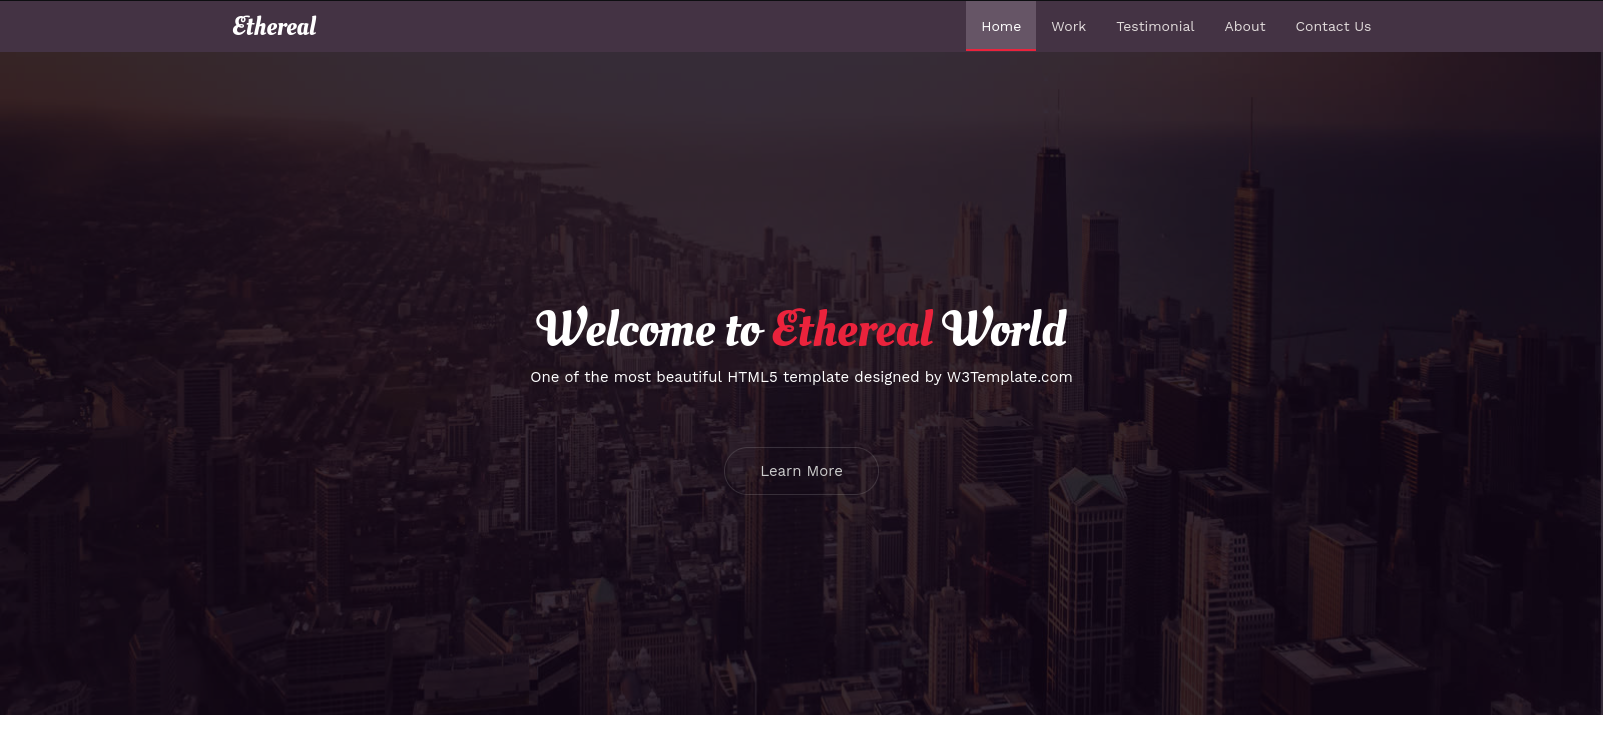 Ethereal
Home Work Testimonial About Contact Us
Welcome to Ethereal World
One of the most beautiful HTML5 template designed by W3Template.com
Learn More